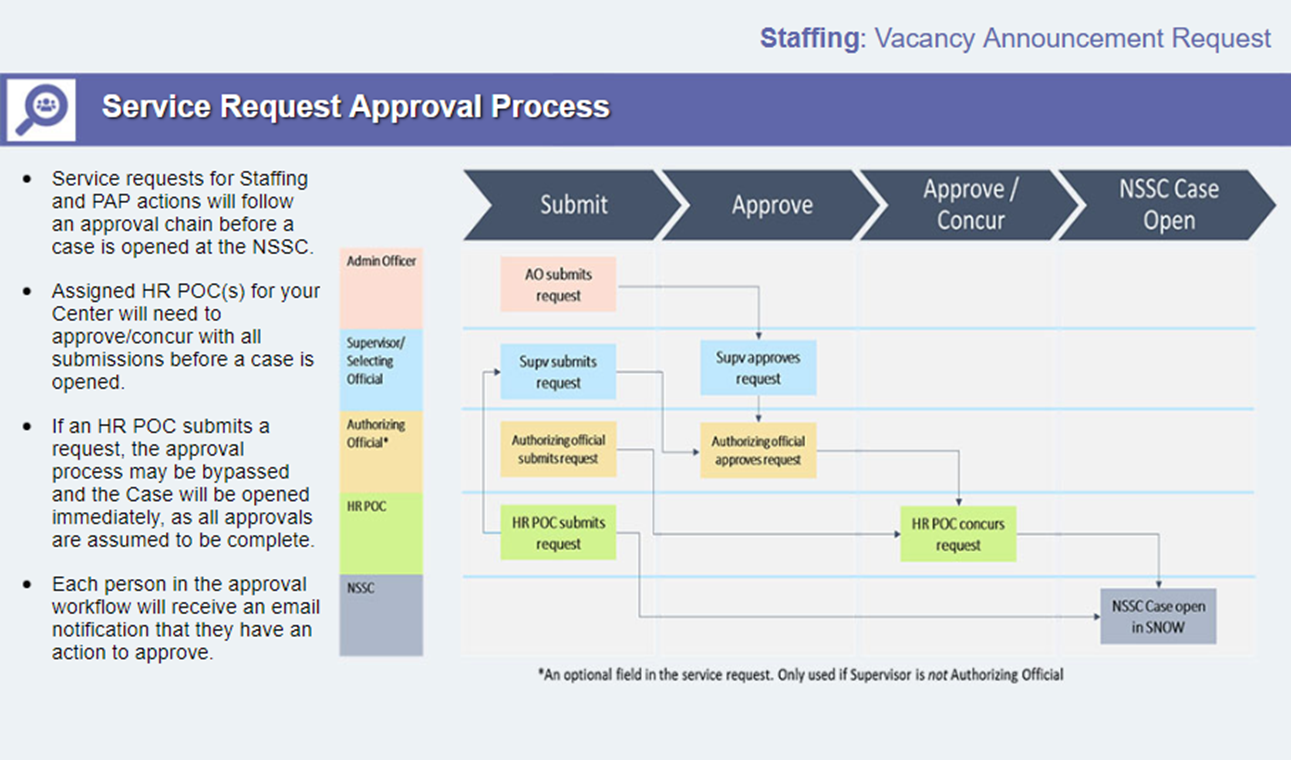 Staffing: Vacancy Announcement Request
Service Request Approval Process
• Service requests for Staffing
and PAP actions will follow
an approval chain before a
case is opened at the NSSC.
• Assigned HR POC(s) for your
Center will need to
approve/concur with all
submissions before a case is
opened.
• If an HR POC submits a
request, the approval
process may be bypassed
and the Case will be opened
immediately, as all approvals
are assumed to be complete.
• Each person in the approval
workflow will receive an email
notification that they have an
action to approve.
Submit
Approve
Approve /
Concur
NSSC Case
Open
Admin Officer
AO submits
request
Supervisor/
Selecting
Official
Supv submits
request
Supv approves
request
Authorizing
Official*
Authorizing official
submits request
Authorizing official
approves request
HR POC
HR POC submits
request
HR POC concurs
request
NSSC
NSSC Case open
in SNOW
*An optional field in the service request. Only used if Supervisor is not Authorizing Official